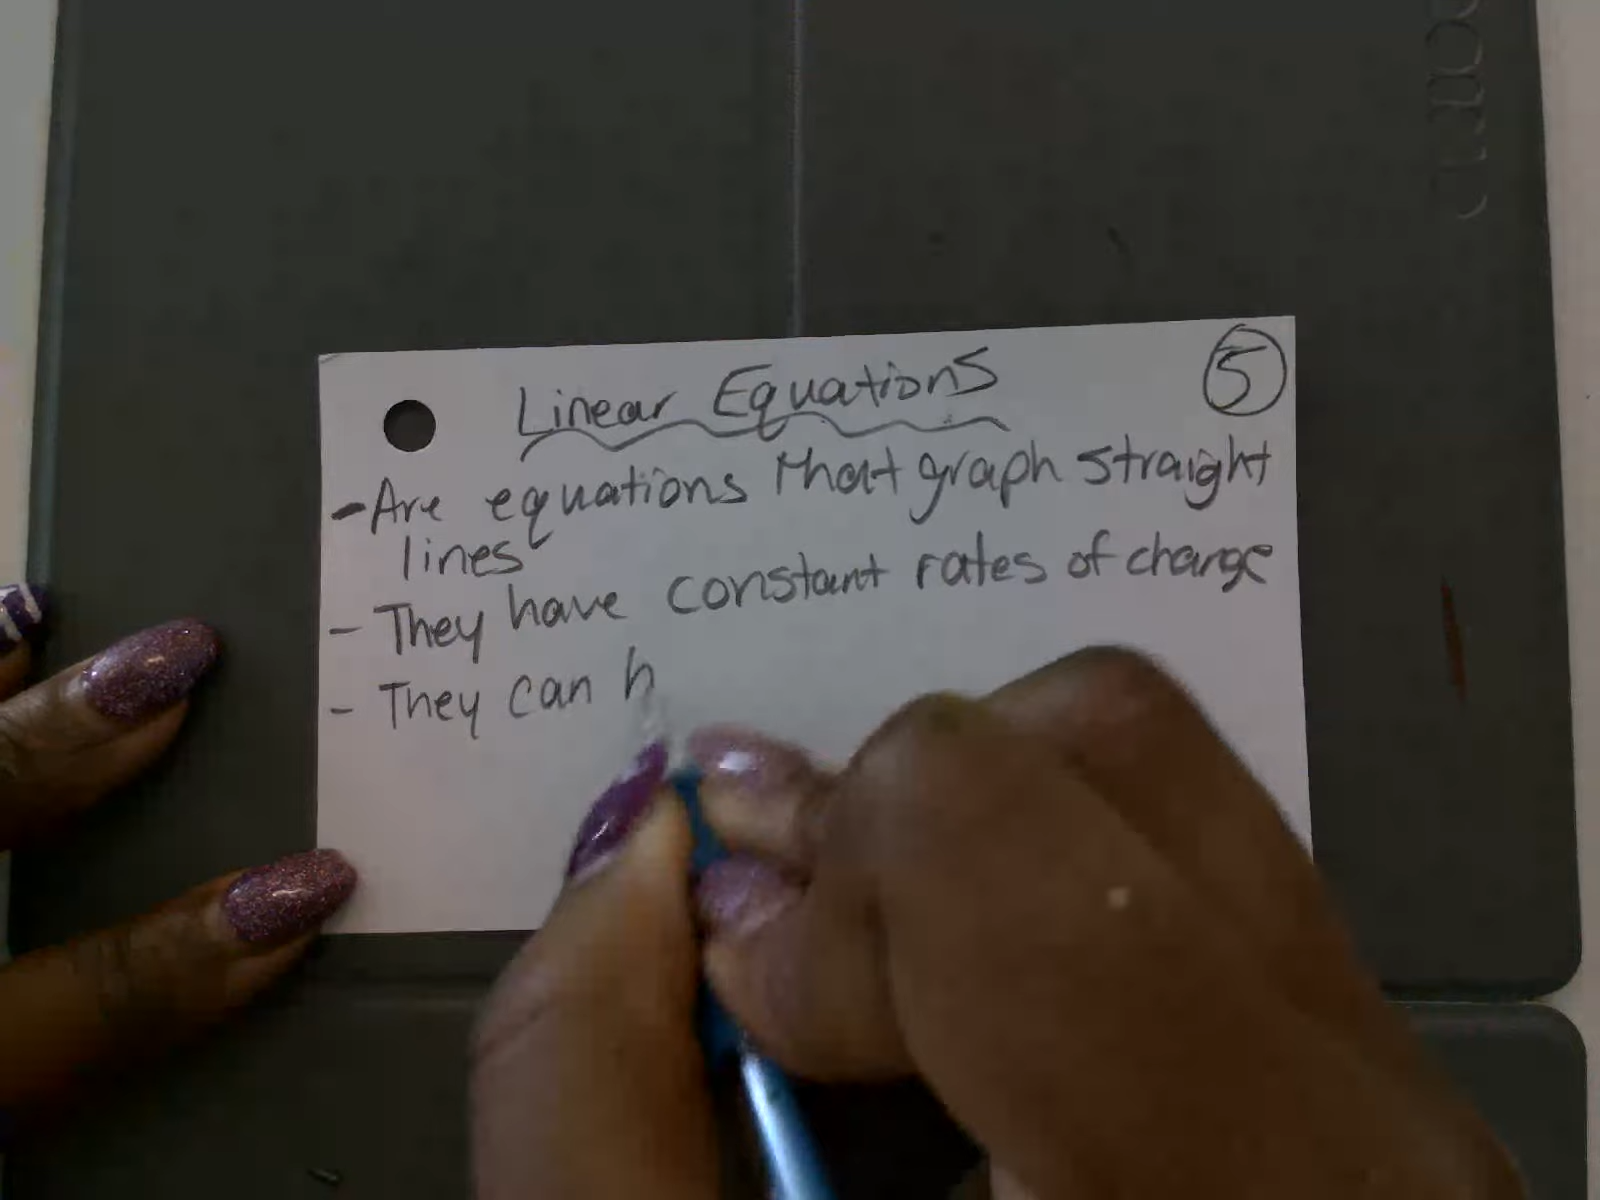 Linear Equations
5
- Are equations that graph straight
lines
- They have constant rates of change
- They can h